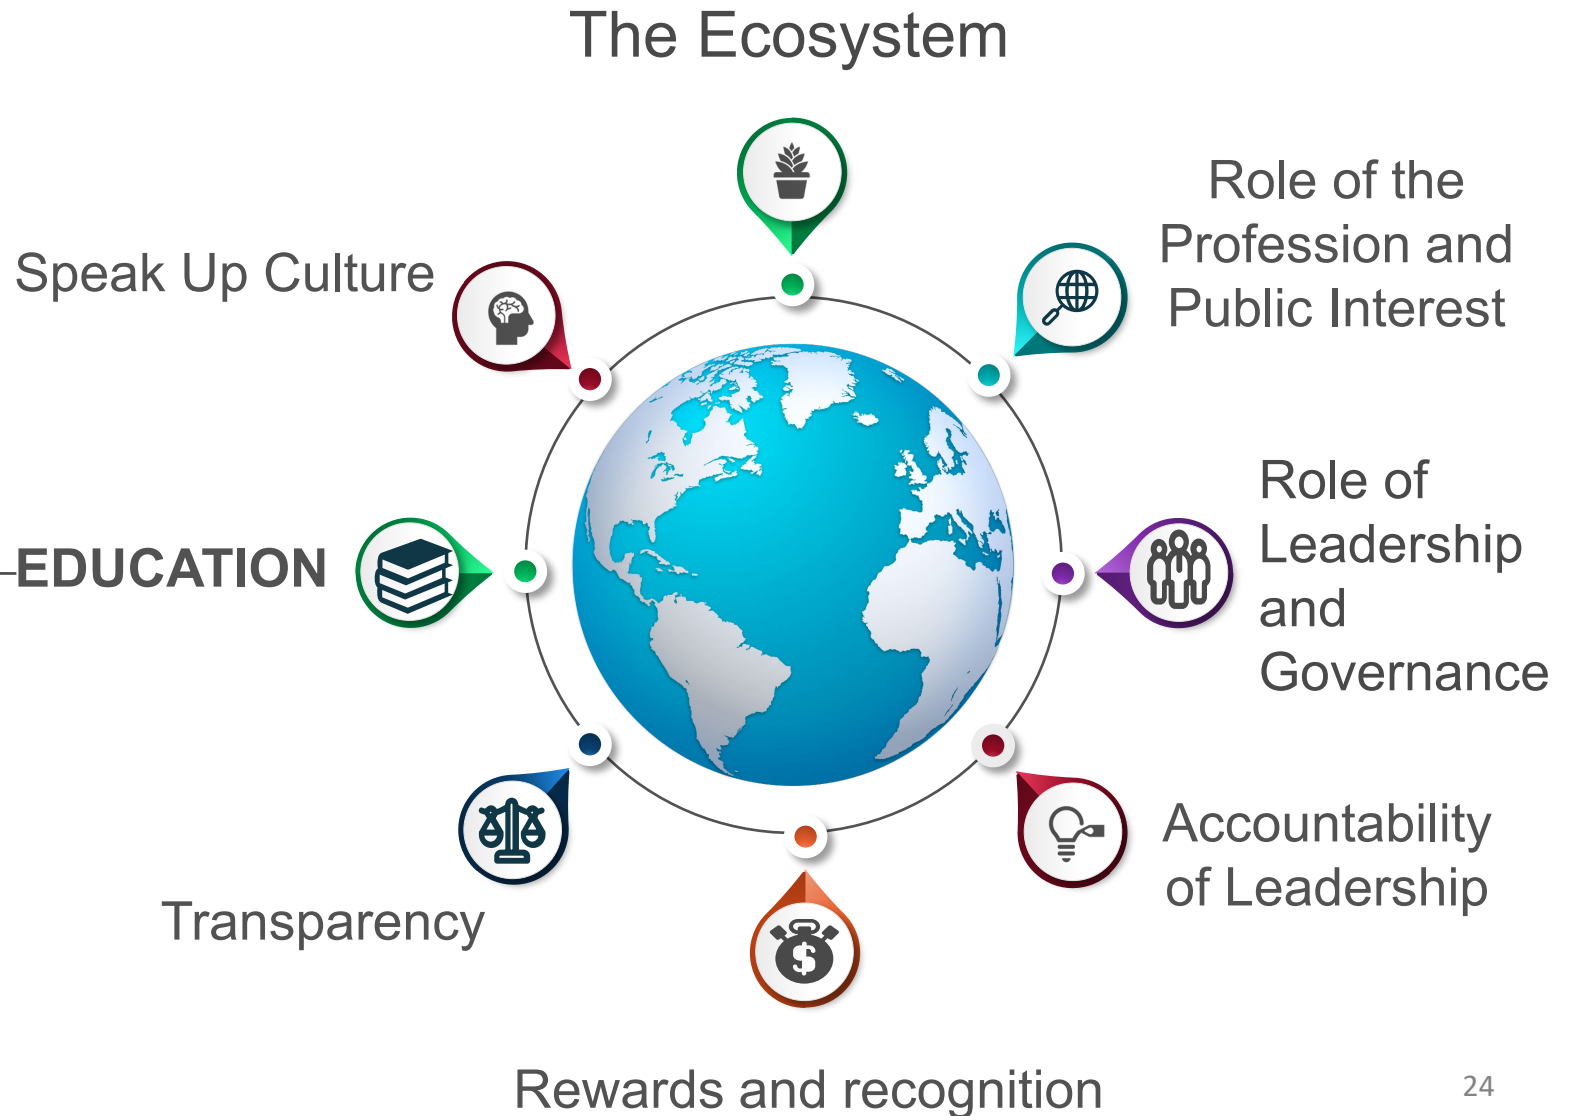 The Ecosystem
Speak Up Culture
Role of the
Profession and
Public Interest
EDUCATION
Role of
Leadership
and
Governance
Accountability
of Leadership
Transparency
$
Rewards and recognition
24